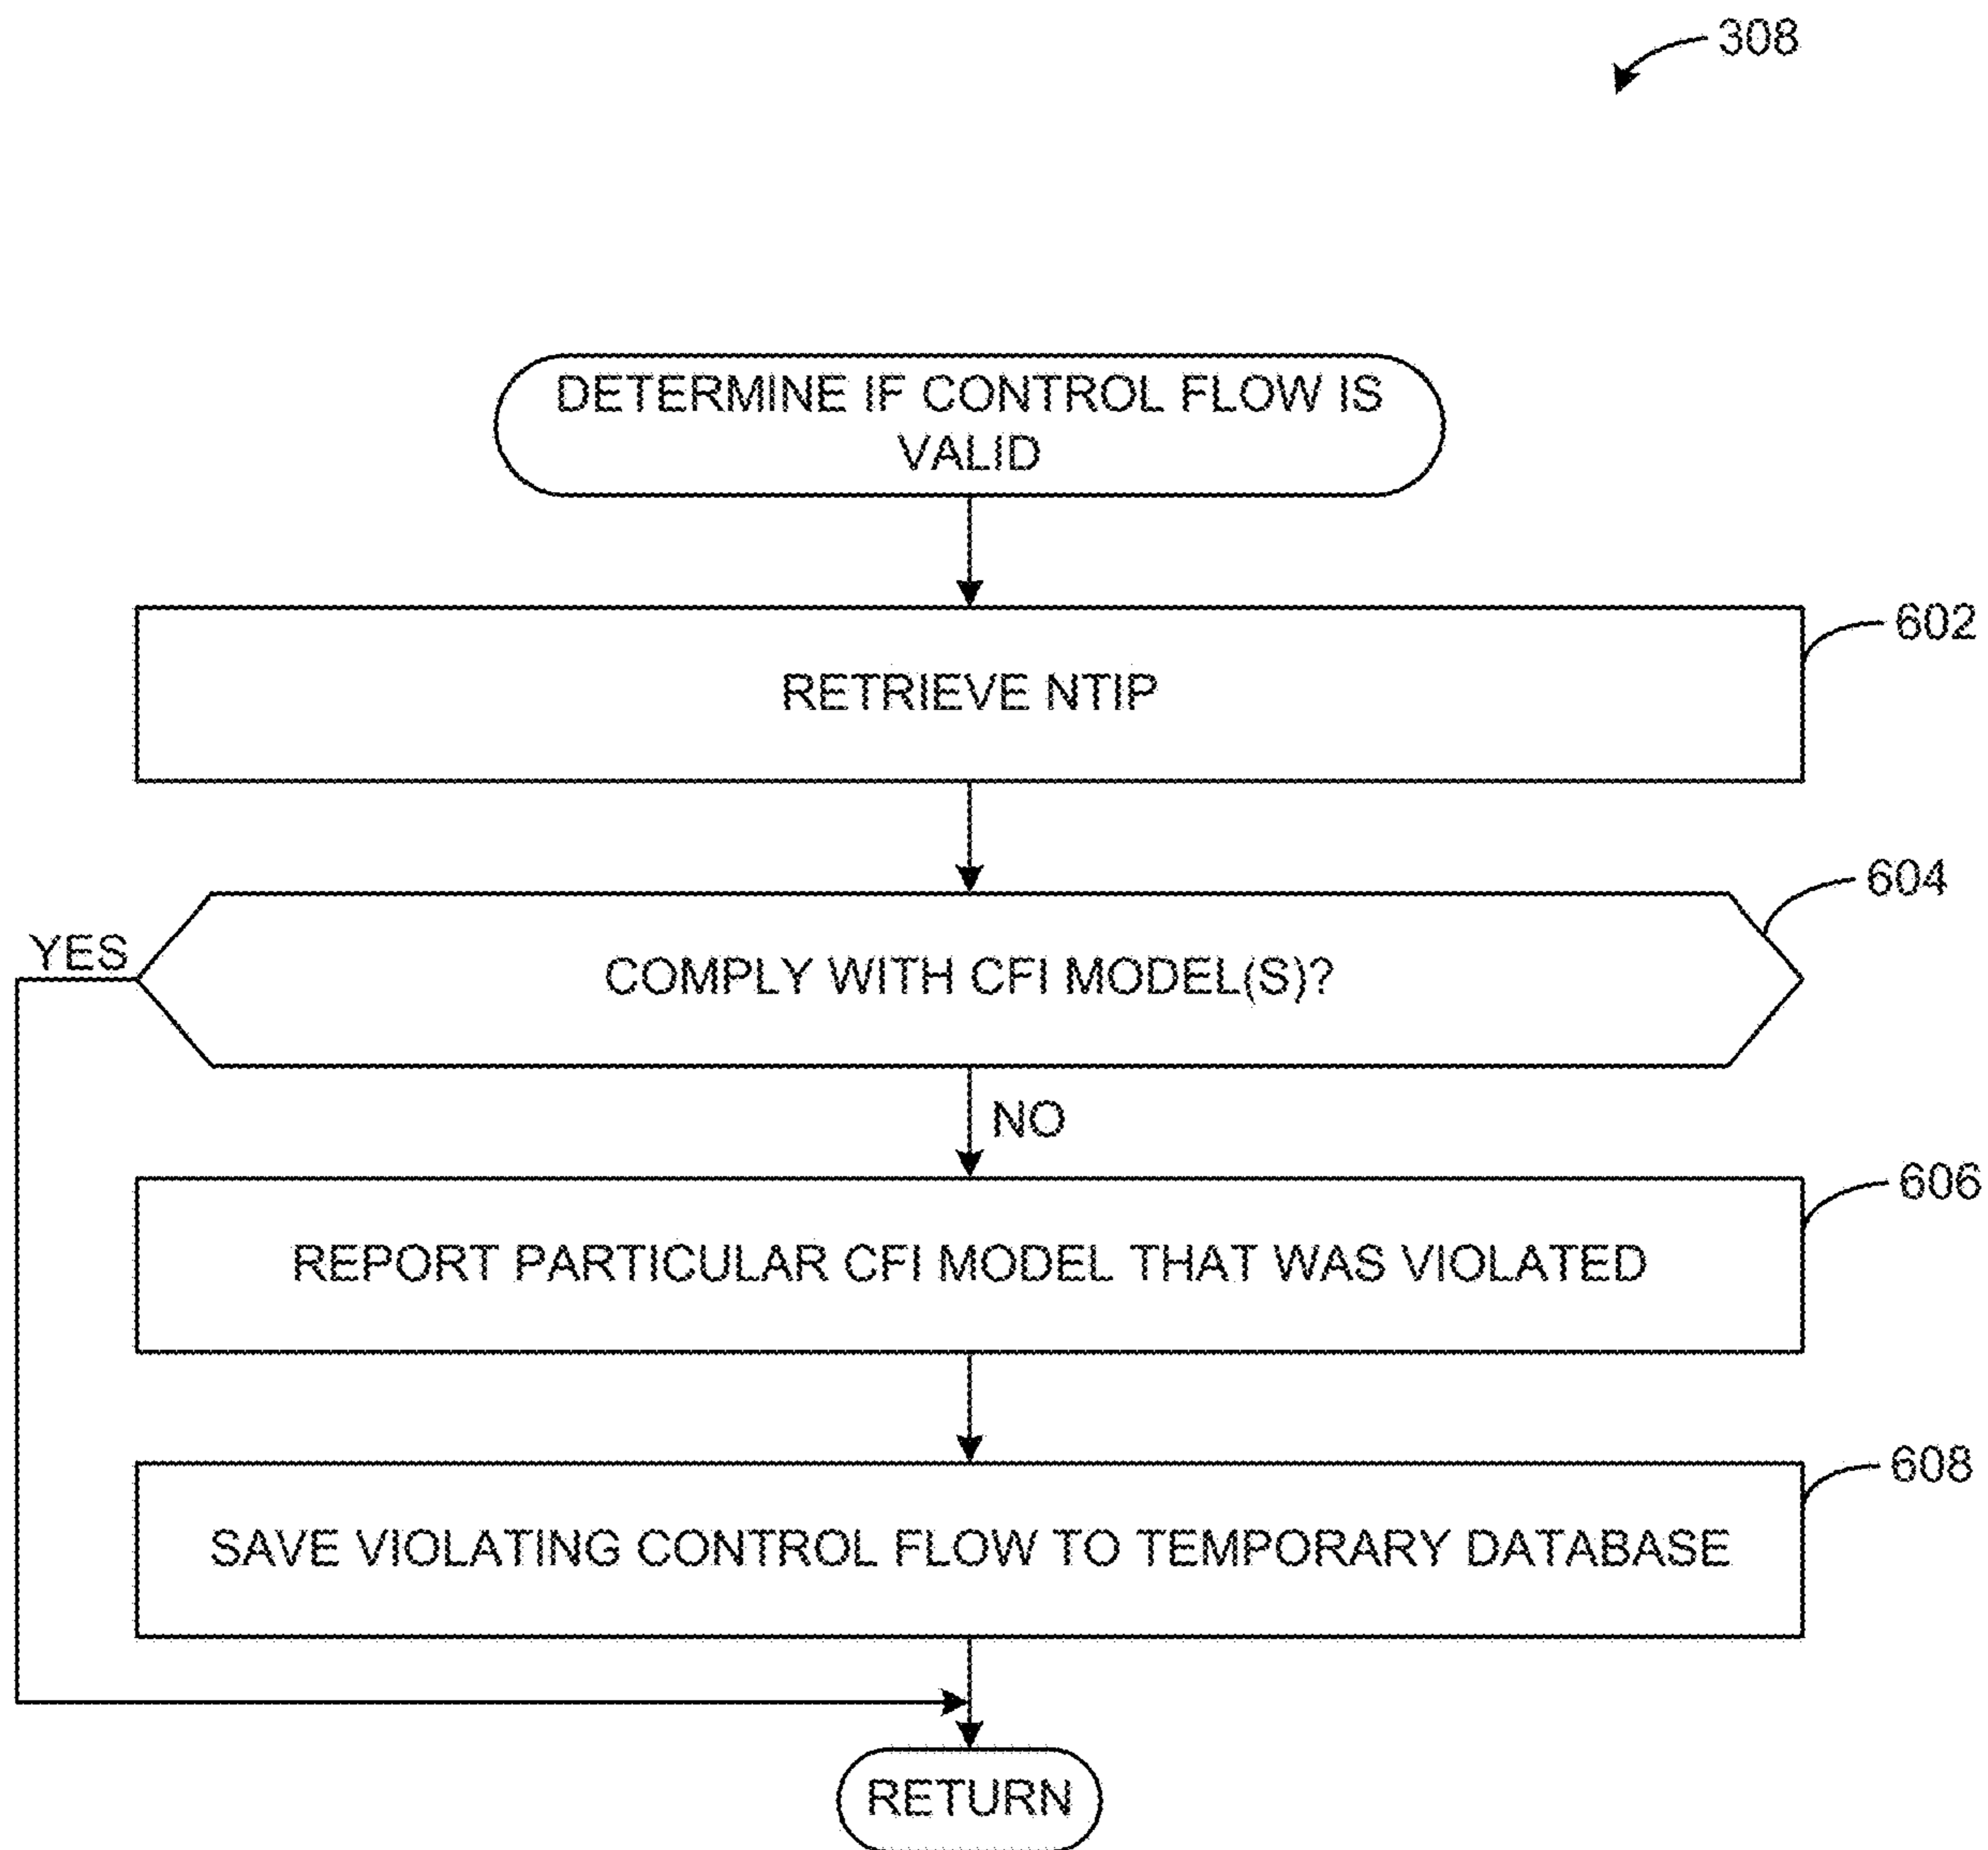 308
DETERMINE IF CONTROL FLOW IS
VALID
RETRIEVE NTIP
602
COMPLY WITH CFI MODEL(S)?
604
YES
NO
REPORT PARTICULAR CFI MODEL THAT WAS VIOLATED
606
SAVE VIOLATING CONTROL FLOW TO TEMPORARY DATABASE
608
RETURN